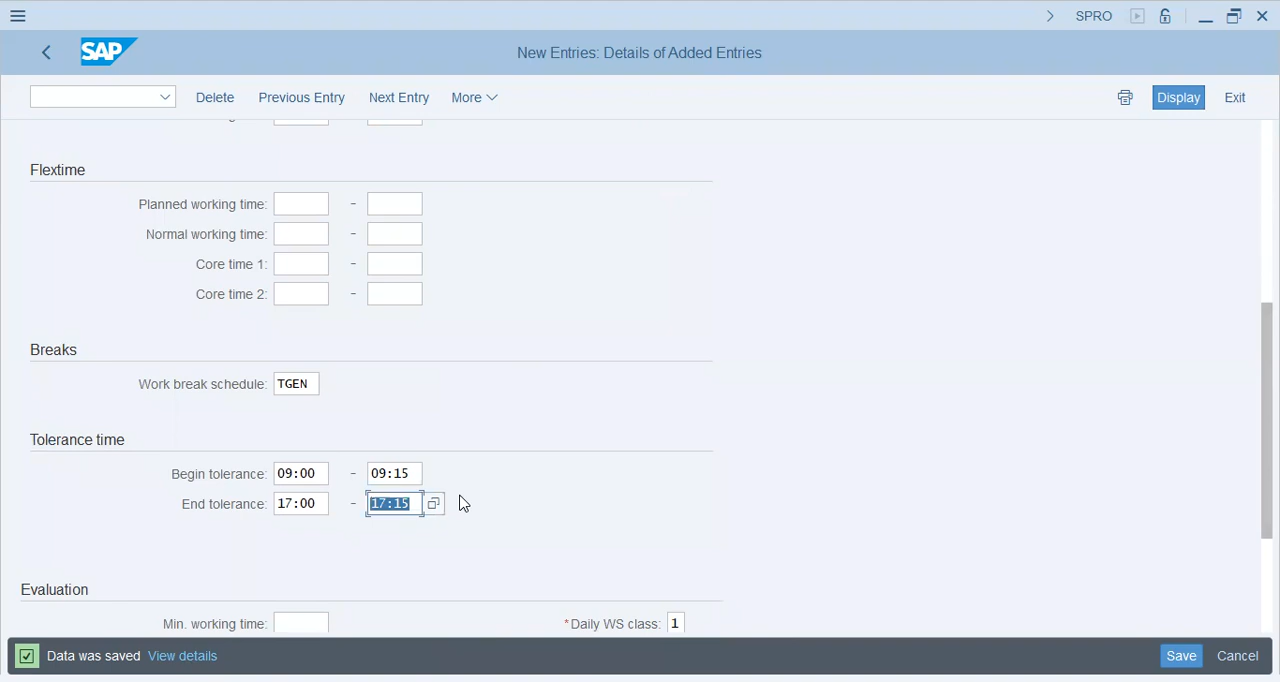 SPRO
SAP New Entries: Details of Added Entries
Delete Previous Entry Next Entry More Display Exit
Flextime
Planned working time: -
Normal working time: -
Core time 1: -
Core time 2: -
Breaks
Work break schedule: TGEN
Tolerance time
Begin tolerance: 09:00 - 09:15
End tolerance: 17:00 - 17:15
Evaluation
Min. working time: *Daily WS class: 1
Data was saved View details Save Cancel